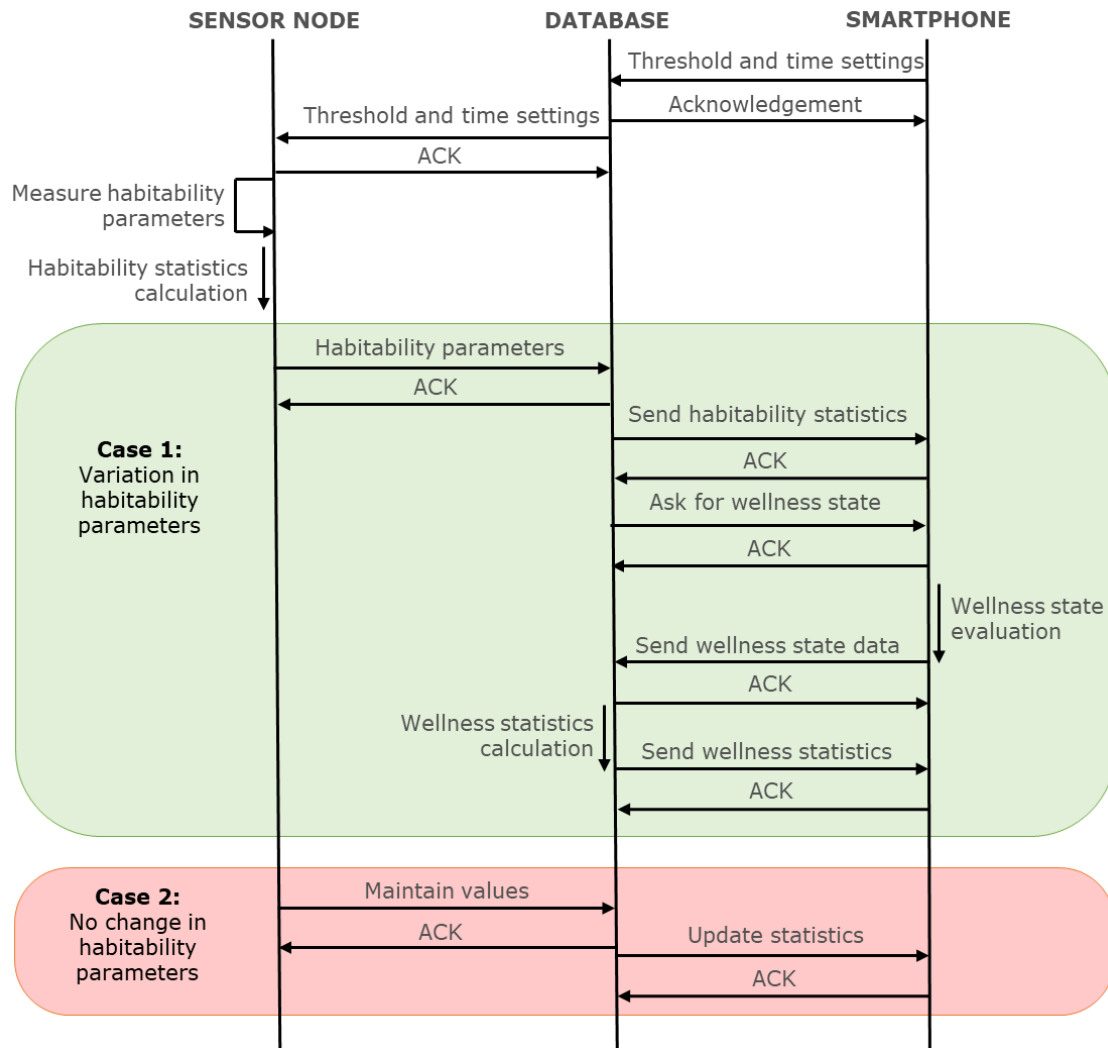 SENSOR NODE
DATABASE
SMARTPHONE
Threshold and time settings
Acknowledgement
Threshold and time settings
ACK
Measure habitability
parameters
Habitability statistics
calculation
Habitability parameters
ACK
Send habitability statistics
Case 1:
Variation in
habitability
parameters
ACK
Ask for wellness state
ACK
Wellness state
evaluation
Send wellness state data
ACK
Wellness statistics
calculation
Send wellness statistics
ACK
Case 2:
No change in
habitability
parameters
Maintain values
ACK
Update statistics
ACK